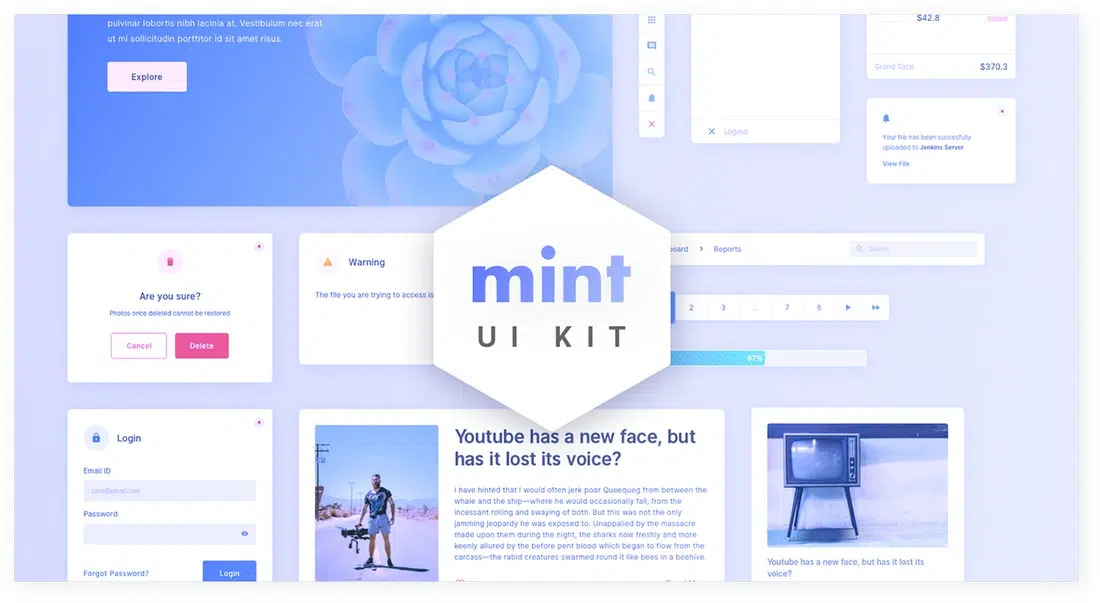 pulvinar lobortis nibh lacinia at. Vestibulum nec erat
ut mi sollicitudin porttitor id sit amet risus.
Explore
Logout
$42.8
Grand Total
$370.3
Your file has been succesfully
uploaded to Jenkins Server
View File
Are you sure?
Photos once deleted cannot be restored
Cancel
Delete
Warning
The file you are trying to access is
mint
UI KIT
Reports
Search
2
3
...
7
8
67%
Login
Email ID
john@email.com
Password
Forgot Password?
Login
Youtube has a new face, but
has it lost its voice?
I have hinted that I would often jerk poor Queequeg from between the
whale and the ship—where he would occasionally fall, from the
incessant rolling and swaying of both. But this was not the only
jamming jeopardy he was exposed to. Unappalled by the massacre
made upon them during the night, the sharks now freshly and more
keenly allured by the before pent blood which began to flow from the
carcass—the rabid creatures swarmed round it like bees in a beehive.
Youtube has a new face, but has it lost its
voice?